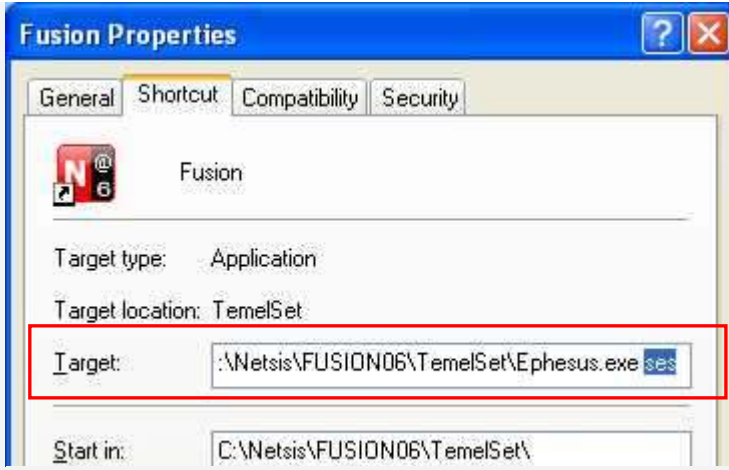 Fusion Properties
General Shortcut Compatibility Security
N @ 6
Fusion
Target type: Application
Target location: TemelSet
Target: :\Netsis\FUSION06\TemelSet\Ephesus.exe ses
Start in: C:\Netsis\FUSION06\TemelSet\